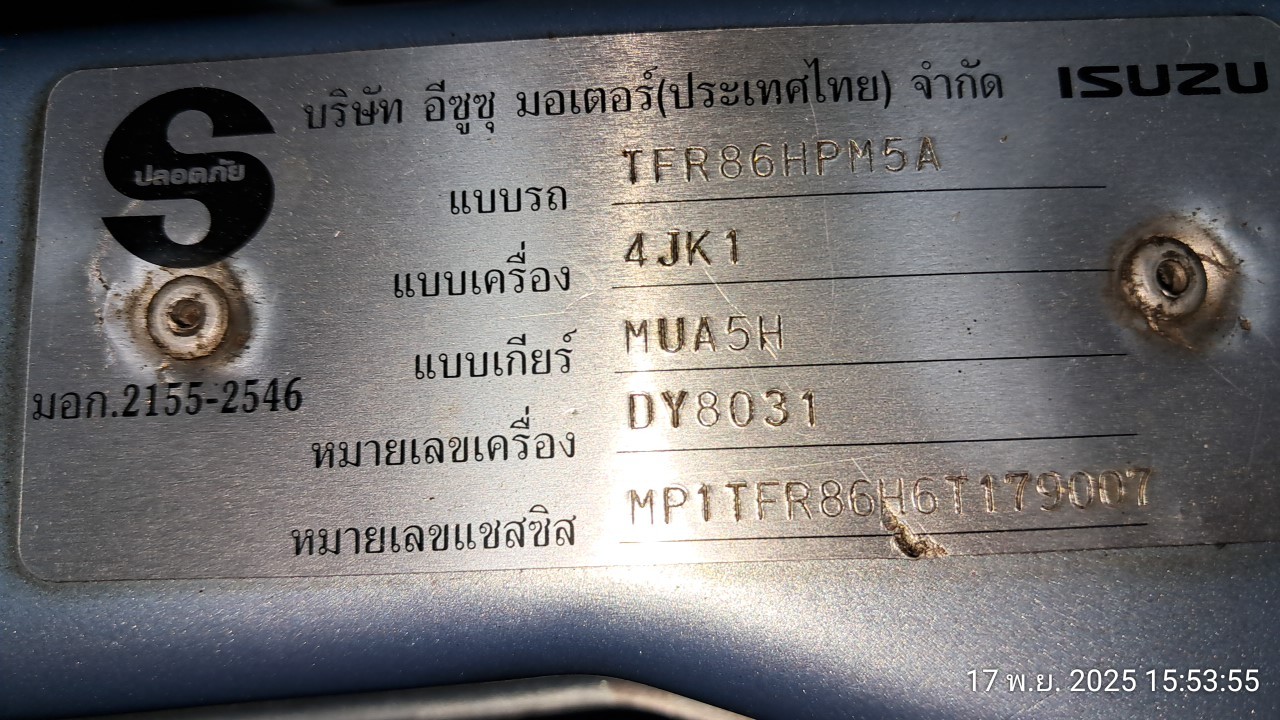 บริษัท อีซูซุ มอเตอร์(ประเทศไทย) จำกัด ISUZU
ปลอดภัย
แบบรถ TFR86HPM5A
แบบเครื่อง 4JK1
แบบเกียร์ MUA5H
มอก.2155-2546
หมายเลขเครื่อง DY8031
หมายเลขแชสซิส MP1TFR86H6T179007
17 พ.ย. 2025 15:53:55